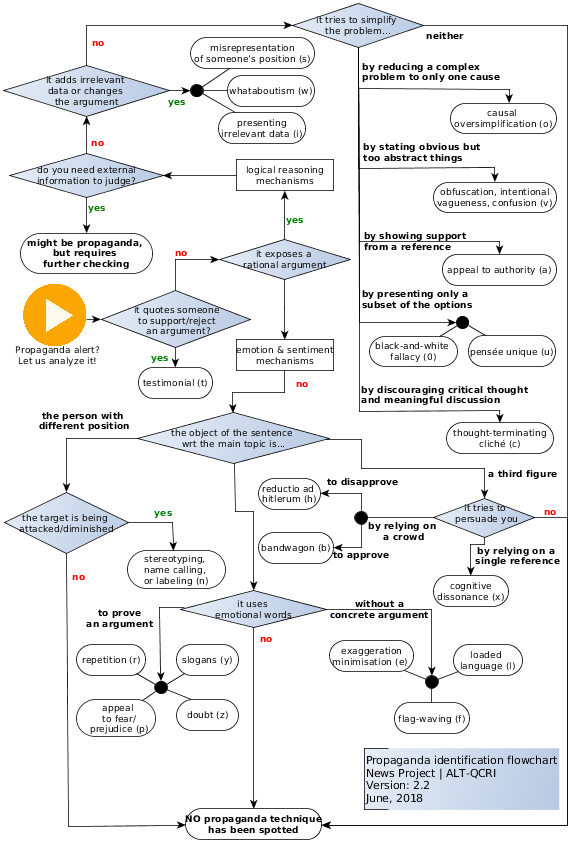 it tries to simplify
the problem...
neither
no
misrepresentation
of someone's position (s)
it adds irrelevant
data or changes
the argument
yes
whataboutism (w)
presenting
irrelevant data (i)
by reducing a complex
problem to only one cause
causal
oversimplification (o)
no
do you need external
information to judge?
logical reasoning
mechanisms
by stating obvious but
too abstract things
obfuscation, intentional
vagueness, confusion (v)
yes
yes
might be propaganda,
but requires
further checking
no
it exposes a
rational argument
by showing support
from a reference
appeal to authority (a)
Propaganda alert?
Let us analyze it!
it quotes someone
to support/reject
an argument?
by presenting only a
subset of the options
black-and-white
fallacy (0)
pensée unique (u)
yes
testimonial (t)
emotion & sentiment
mechanisms
no
by discouraging critical thought
and meaningful discussion
thought-terminating
cliché (c)
the person with
different position
the object of the sentence
wrt the main topic is...
a third figure
to disapprove
reductio ad
hitlerum (h)
it tries to
persuade you
no
by relying on
a crowd
bandwagon (b)
to approve
by relying on a
single reference
cognitive
dissonance (x)
the target is being
attacked/diminished
yes
stereotyping,
name calling,
or labeling (n)
no
it uses
emotional words
to prove
an argument
without a
concrete argument
no
repetition (r)
slogans (y)
appeal
to fear/
prejudice (p)
doubt (z)
exaggeration
minimisation (e)
loaded
language (l)
flag-waving (f)
Propaganda identification flowchart
News Project | ALT-QCRI
Version: 2.2
June, 2018
NO propaganda technique
has been spotted